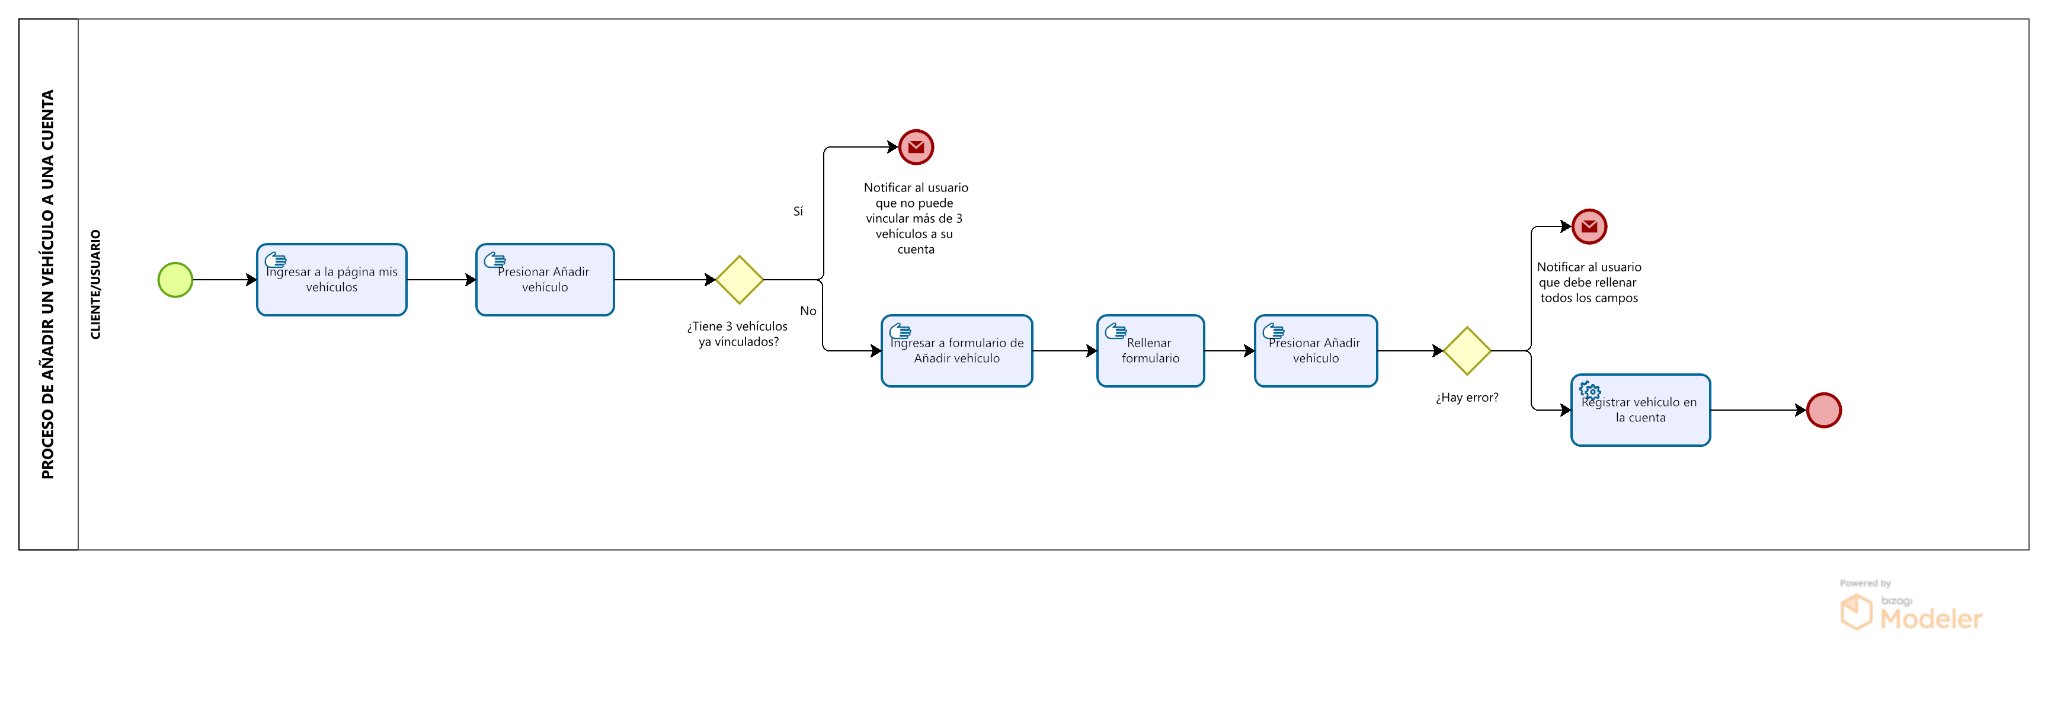 PROCESO DE AÑADIR UN VEHÍCULO A UNA CUENTA
CLIENTE/USUARIO
Ingresar a la página mis
vehículos
Presionar Añadir
vehículo
¿Tiene 3 vehículos
ya vínculados?
Sí
No
Notificar al usuario
que no puede
vincular más de 3
vehículos a su
cuenta
Ingresar a formulario de
Añadir vehículo
Rellenar
formulario
Presionar Añadir
vehículo
¿Hay error?
Notificar al usuario
que debe rellenar
todos los campos
Registrar vehículo en
la cuenta
Powered by
bizagi
Modeler